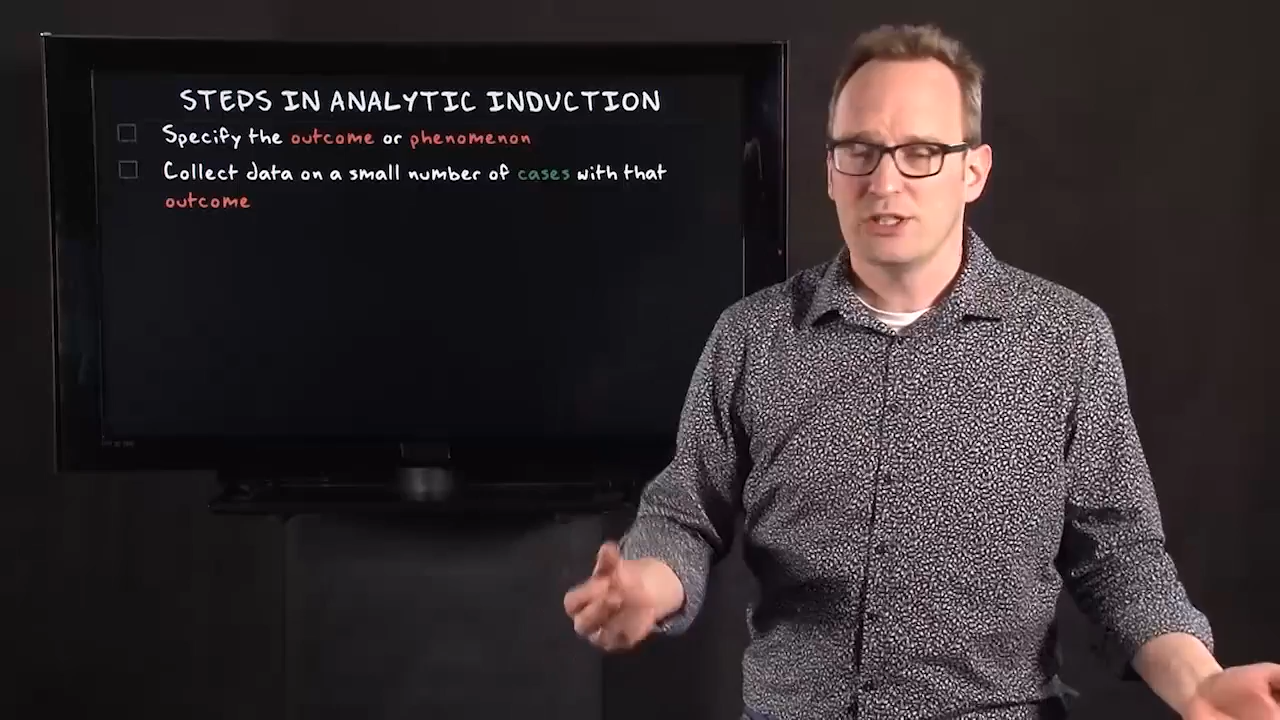 STEPS IN ANALYTIC INDUCTION
Specify the outcome or phenomenon
Collect data on a small number of cases with that
outcome